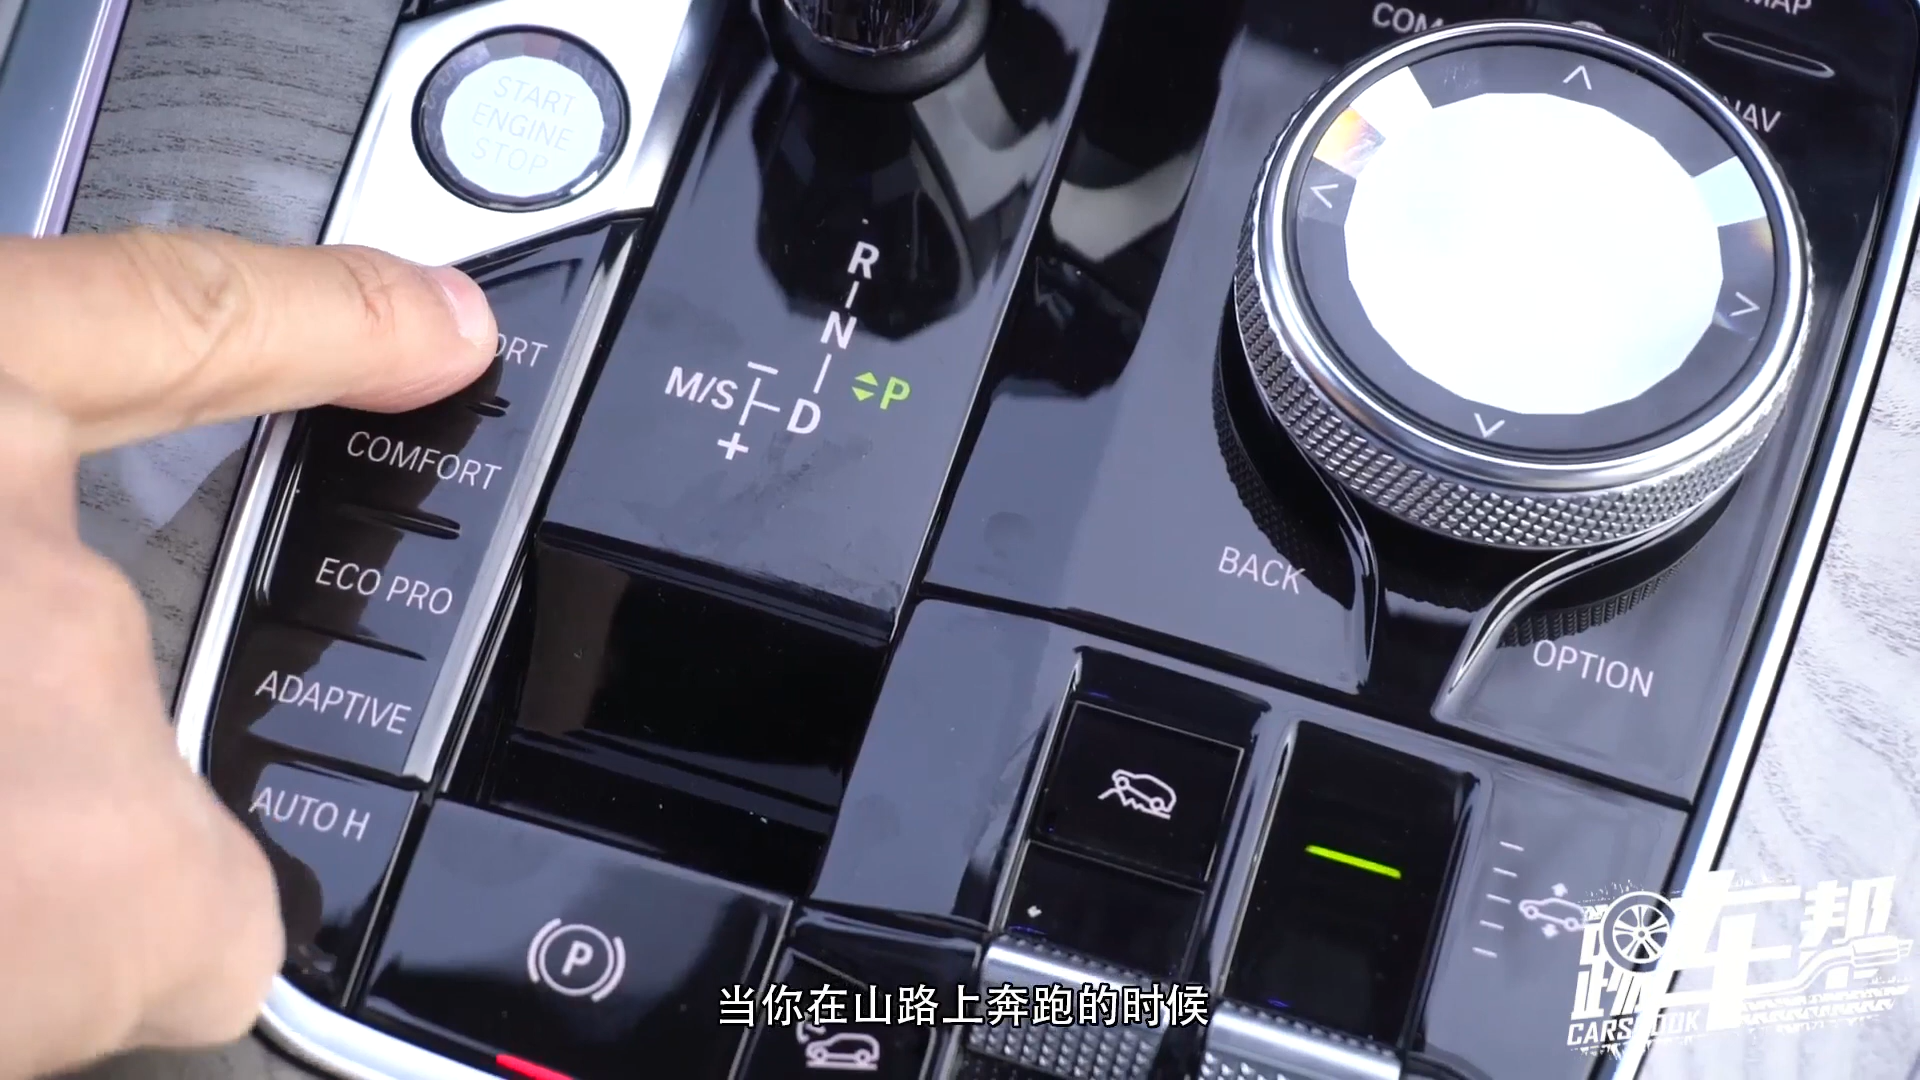 START
ENGINE
STOP
R
N
M/S
D
P
+
ORT
COMFORT
ECO PRO
ADAPTIVE
AUTO H
P
COM
MAP
NAV
BACK
OPTION
当你在山路上奔跑的时候